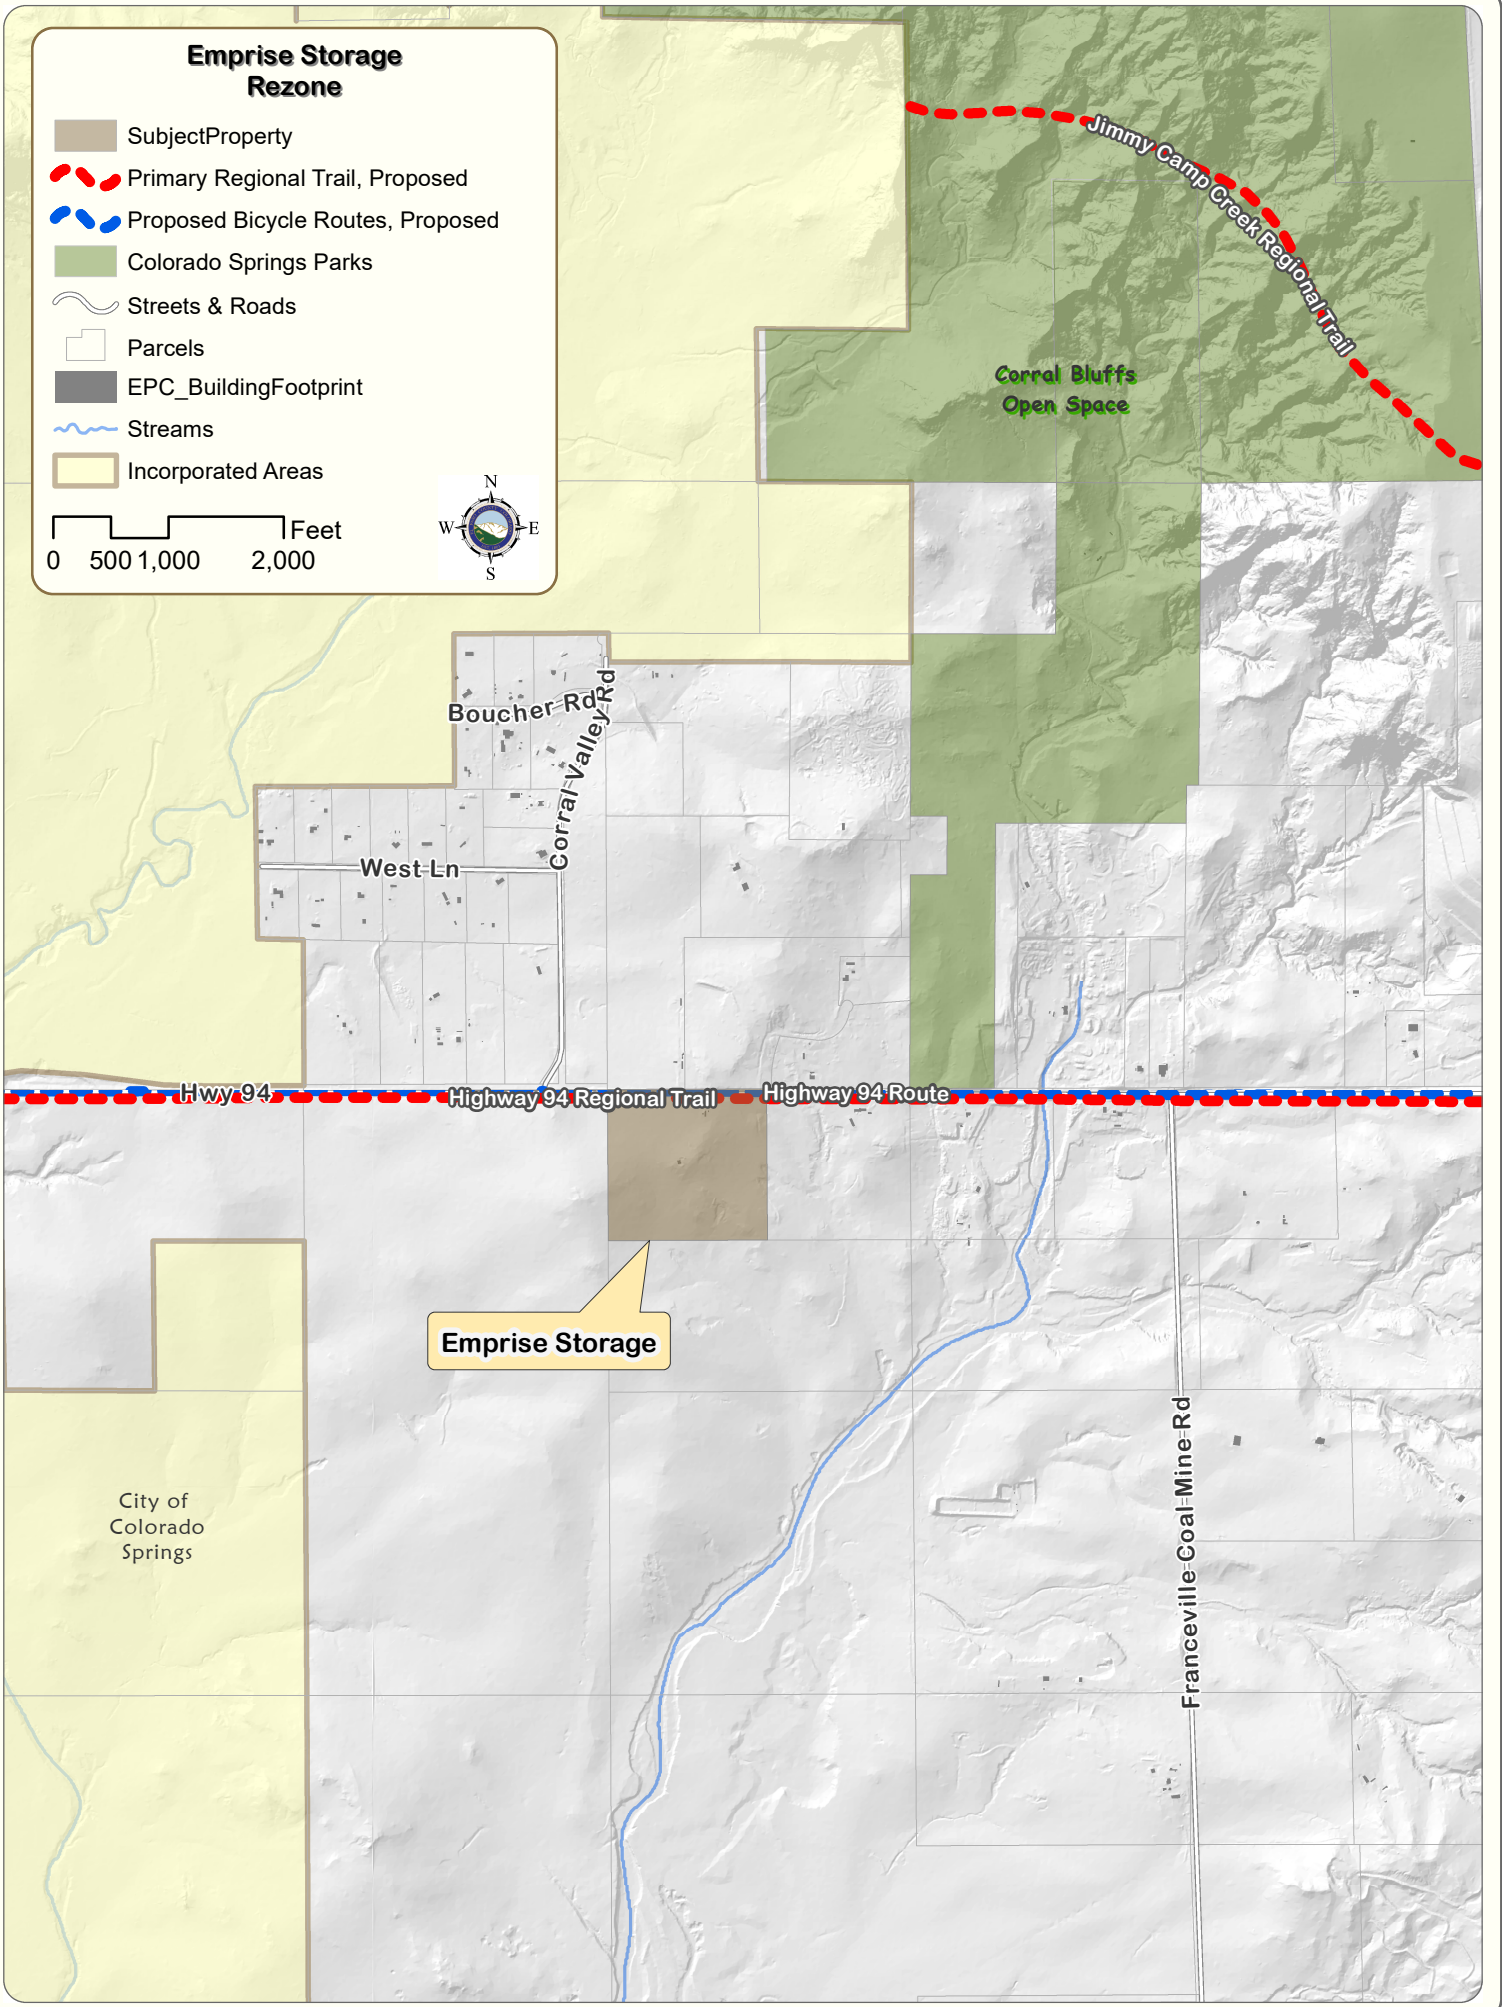 Emprise Storage
Rezone
SubjectProperty
Primary Regional Trail, Proposed
Proposed Bicycle Routes, Proposed
Colorado Springs Parks
Streets & Roads
Parcels
EPC_BuildingFootprint
Streams
Incorporated Areas
Feet
0 500 1,000 2,000
N
W E
S
Jimmy Camp Creek Regional Trail
Corral Bluffs
Open Space
Boucher Rd
Corral Valley Rd
West Ln
Hwy 94
Highway 94 Regional Trail
Highway 94 Route
Emprise Storage
Franceville Coal Mine Rd
City of
Colorado
Springs